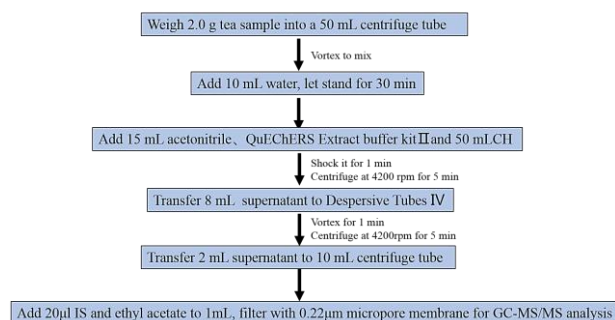 Weigh 2.0 g tea sample into a 50 mL centrifuge tube
Vortex to mix
Add 10 mL water, let stand for 30 min
Add 15 mL acetonitrile、QuEChERS Extract buffer kitⅡand 50 mLCH
Shock it for 1 min
Centrifuge at 4200 rpm for 5 min
Transfer 8 mL supernatant to Despersive Tubes Ⅳ
Vortex for 1 min
Centrifuge at 4200rpm for 5 min
Transfer 2 mL supernatant to 10 mL centrifuge tube
Add 20μl IS and ethyl acetate to 1mL, filter with 0.22μm micropore membrane for GC-MS/MS analysis